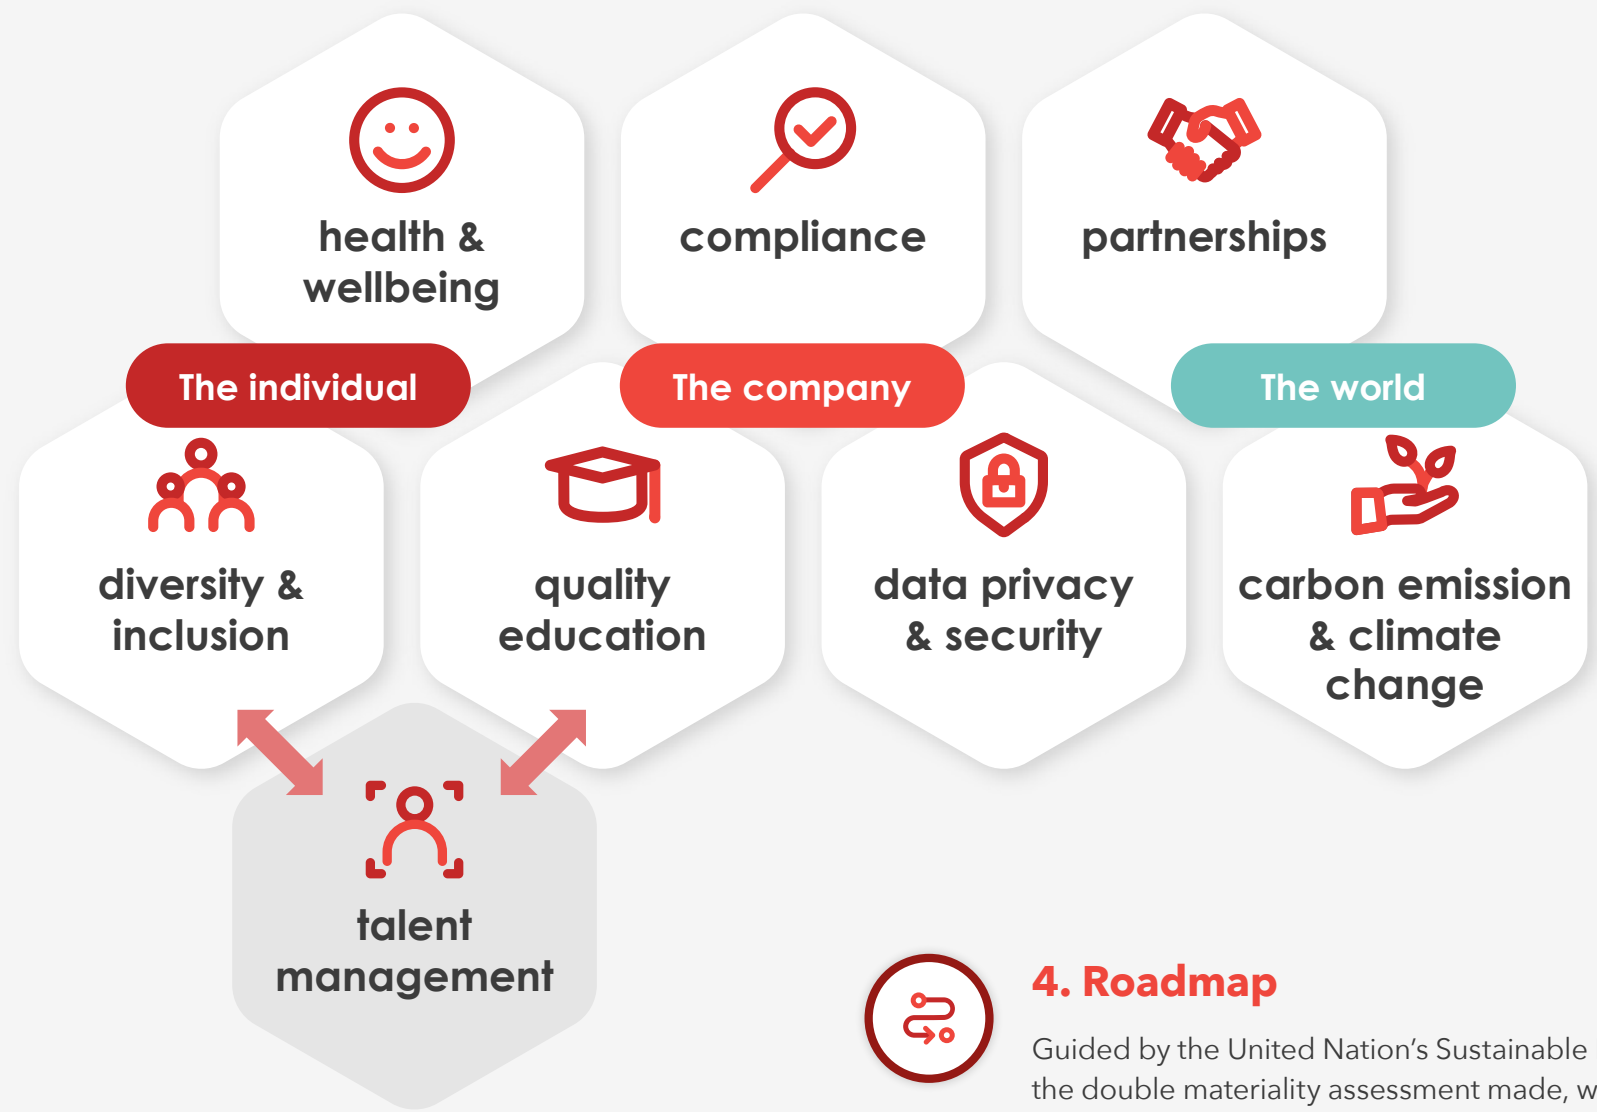 health &
wellbeing
compliance
partnerships
The individual
The company
The world
diversity &
inclusion
quality
education
data privacy
& security
carbon emission
& climate
change
talent
management
4. Roadmap
Guided by the United Nation’s Sustainable
the double materiality assessment made, w